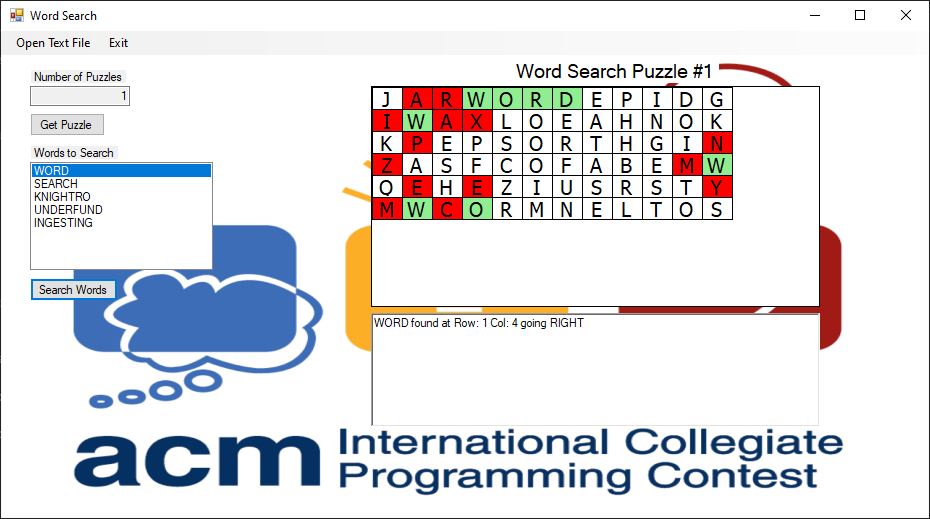 Word Search
Open Text File Exit
Number of Puzzles
1
Get Puzzle
Words to Search
WORD
SEARCH
KNIGHTRO
UNDERFUND
INGESTING
Search Words
Word Search Puzzle #1
J A R W O R D E P I D G
I W A X L O E A H N O K
K P E P S O R T H G I N
Z A S F C O F A B E M W
Q E H E Z I U S R S T Y
M W C O R M N E L T O S
WORD found at Row: 1 Col: 4 going RIGHT
acm International Collegiate
Programming Contest